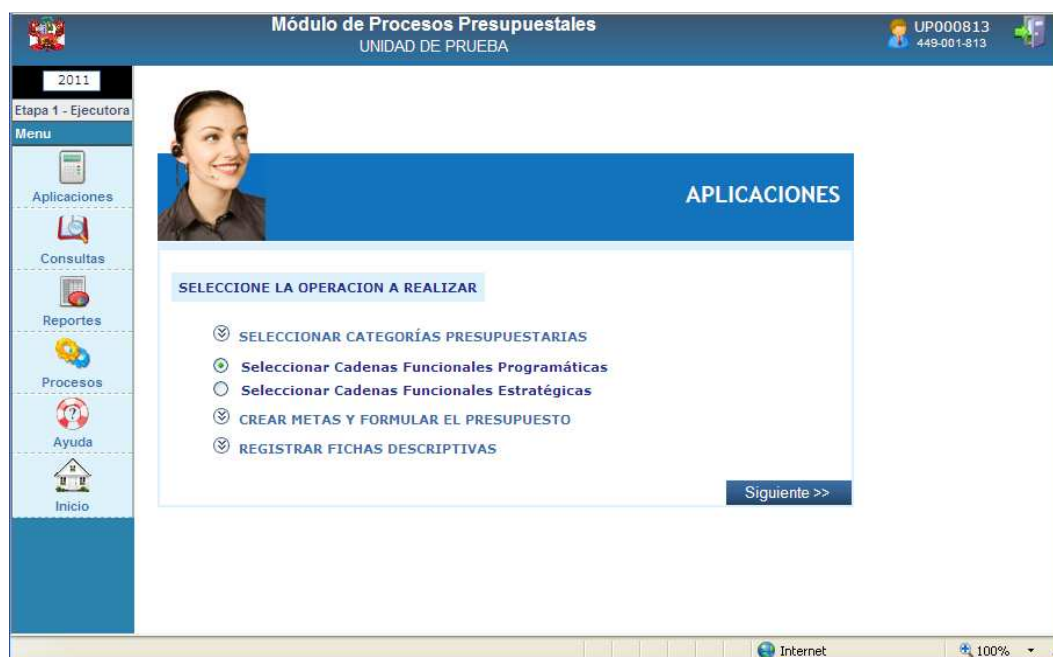 Módulo de Procesos Presupuestales
UNIDAD DE PRUEBA
UP000813
449-001-813
2011
Etapa 1 - Ejecutora
Menu
Aplicaciones
Consultas
Reportes
Procesos
Ayuda
Inicio
APLICACIONES
SELECCIONE LA OPERACION A REALIZAR
SELECCIONAR CATEGORÍAS PRESUPUESTARIAS
Seleccionar Cadenas Funcionales Programáticas
Seleccionar Cadenas Funcionales Estratégicas
CREAR METAS Y FORMULAR EL PRESUPUESTO
REGISTRAR FICHAS DESCRIPTIVAS
Siguiente >>
Internet
100%